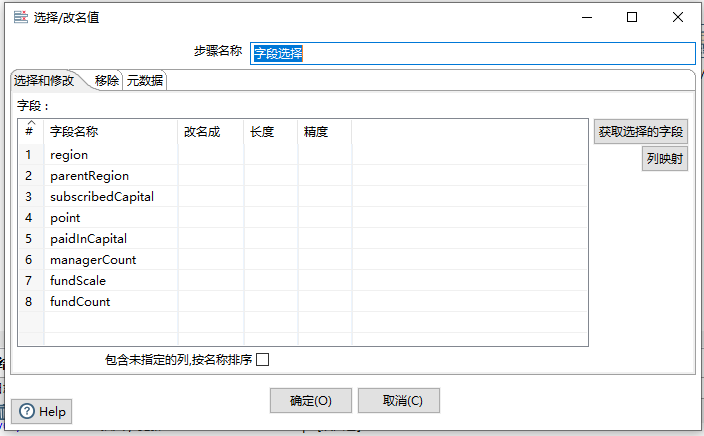 选择/改名值
步骤名称 字段选择
选择和修改 移除 元数据
字段：
# 字段名称 改名成 长度 精度
获取选择的字段
列映射
1 region
2 parentRegion
3 subscribedCapital
4 point
5 paidInCapital
6 managerCount
7 fundScale
8 fundCount
包含未指定的列,按名称排序
确定(O) 取消(C)
Help